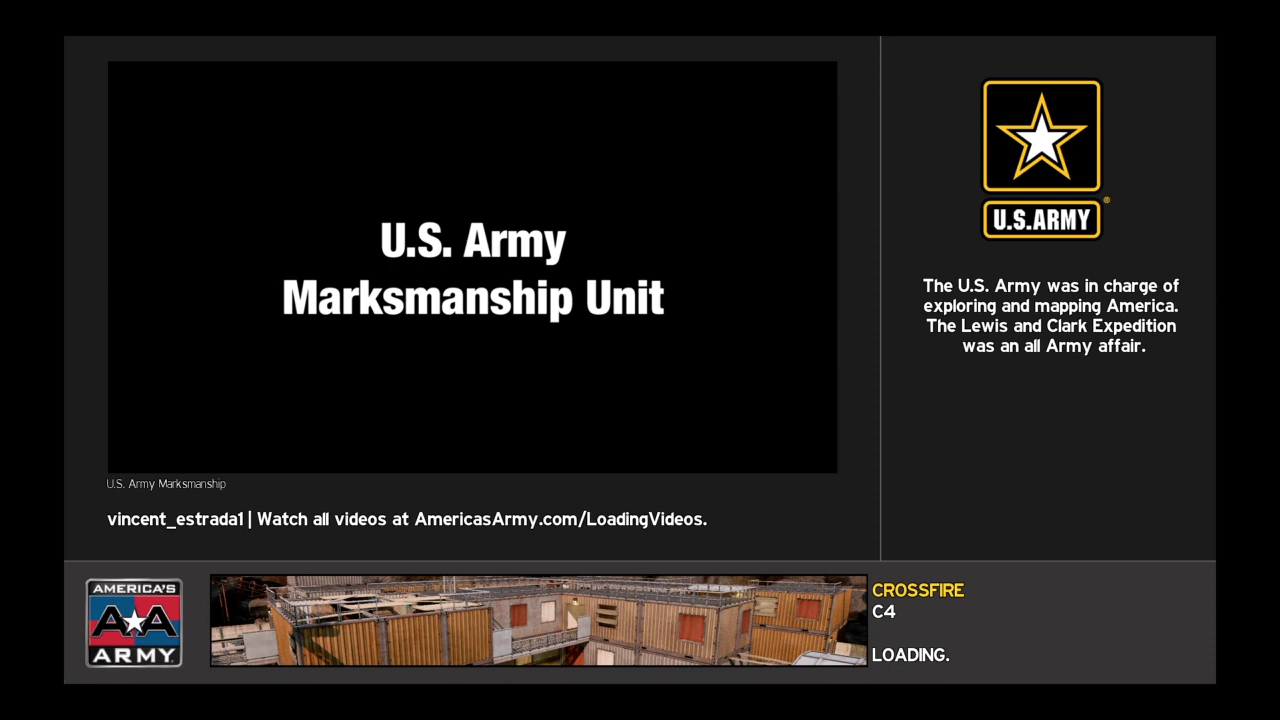 U.S. Army
Marksmanship Unit
U.S. Army Marksmanship
vincent_estrada1 | Watch all videos at AmericasArmy.com/LoadingVideos.
U.S.ARMY®
The U.S. Army was in charge of
exploring and mapping America.
The Lewis and Clark Expedition
was an all Army affair.
AMERICA'S
AA
ARMY
CROSSFIRE
C4
LOADING.